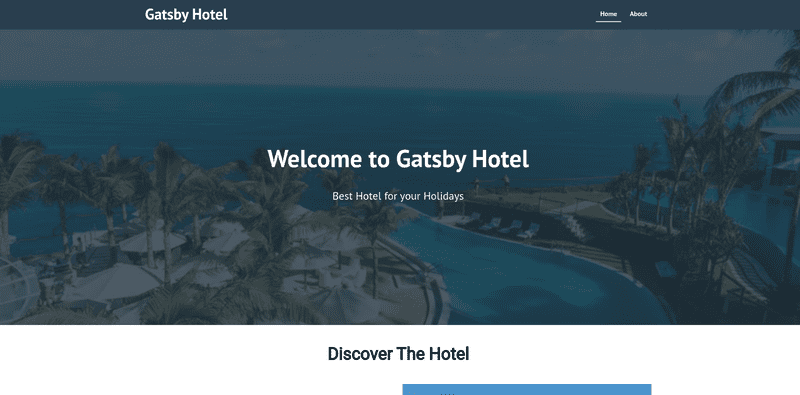 Gatsby Hotel
Home About
Welcome to Gatsby Hotel
Best Hotel for your Holidays
Discover The Hotel